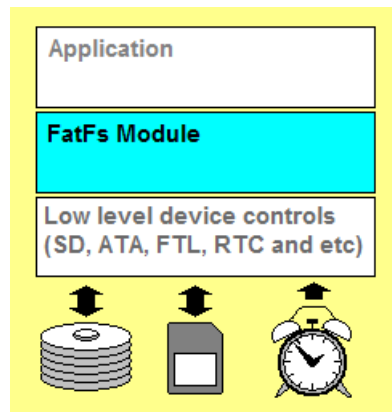 Application
FatFs Module
Low level device controls
(SD, ATA, FTL, RTC and etc)